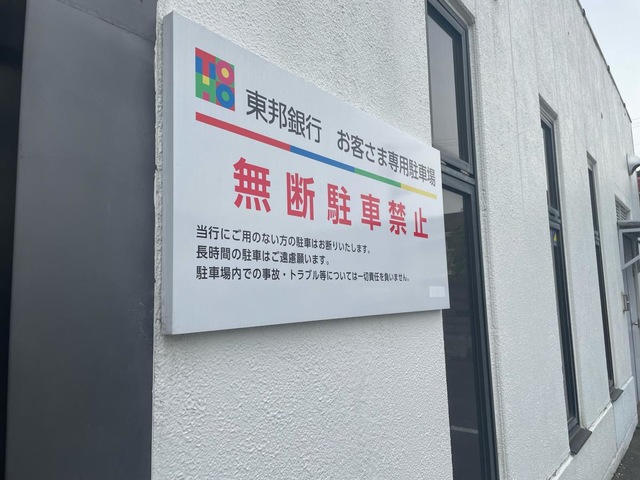 TO
HO
東邦銀行 お客さま専用駐車場
無断駐車禁止
当行にご用のない方の駐車はお断りいたします。
長時間の駐車はご遠慮願います。
駐車場内での事故・トラブル等については一切責任を負いません。